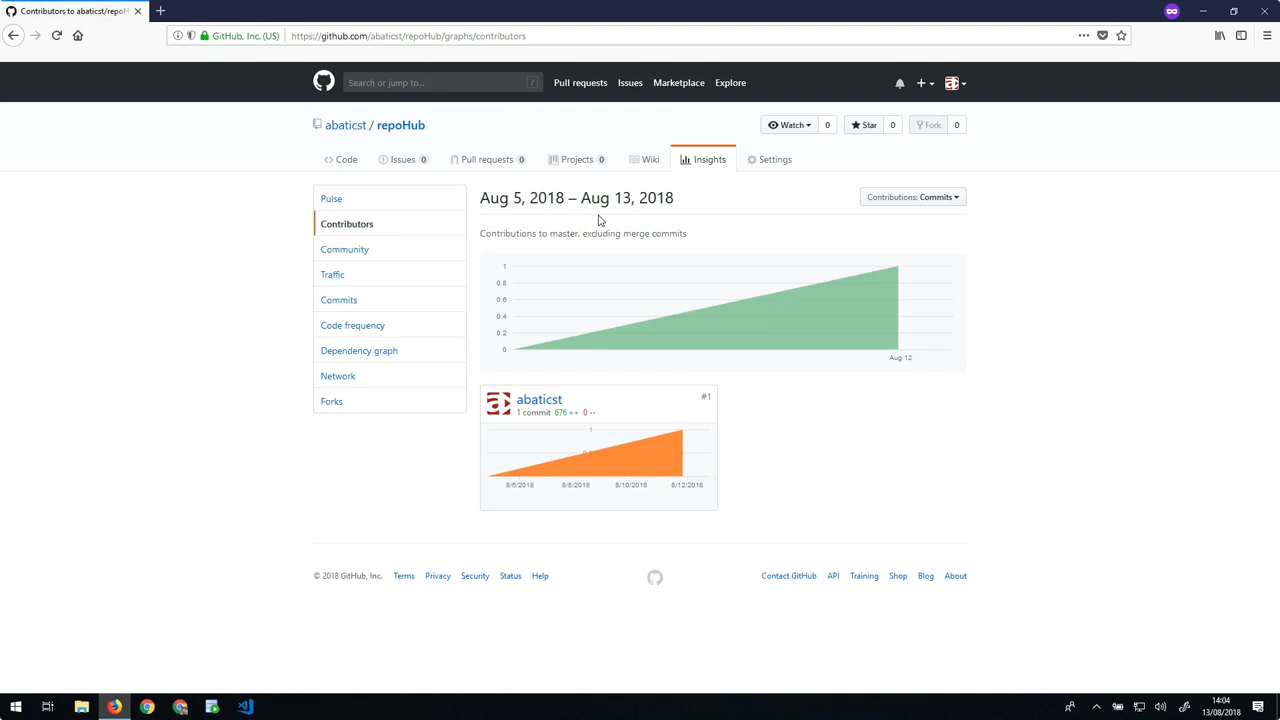 Contributors to abaticst/repoH
GitHub, Inc. (US)
https://github.com/abaticst/repoHub/graphs/contributors
Search or jump to...
/
Pull requests
Issues
Marketplace
Explore
abaticst / repoHub
Watch
0
Star
0
Fork
0
Code
Issues 0
Pull requests 0
Projects 0
Wiki
Insights
Settings
Pulse
Contributors
Community
Traffic
Commits
Code frequency
Dependency graph
Network
Forks
Aug 5, 2018 – Aug 13, 2018
Contributions: Commits
Contributions to master, excluding merge commits
1
0.8
0.6
0.4
0.2
0
Aug 12
abaticst
#1
1 commit 676 ++ 0 --
1
8/6/2018
8/8/2018
8/10/2018
8/12/2018
© 2018 GitHub, Inc.
Terms
Privacy
Security
Status
Help
Contact GitHub
API
Training
Shop
Blog
About
14:04
13/08/2018